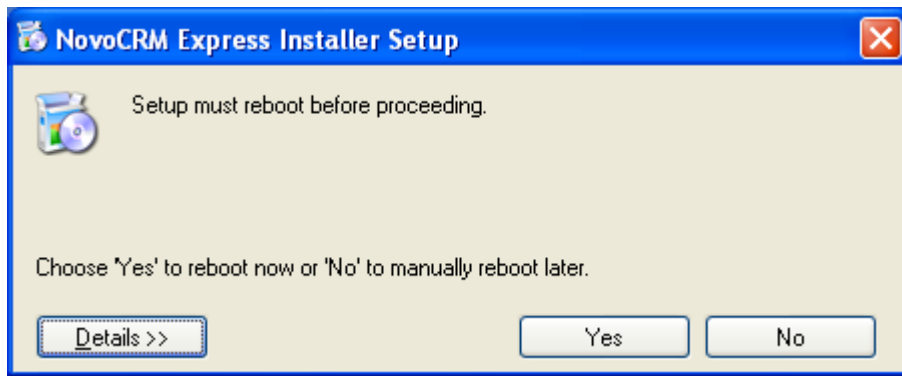 NovoCRM Express Installer Setup
Setup must reboot before proceeding.
Choose 'Yes' to reboot now or 'No' to manually reboot later.
Details >>
Yes
No